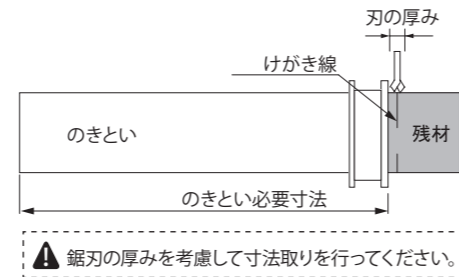 刃の厚み
けがき線
のきとい
残材
のきとい必要寸法
鋸刃の厚みを考慮して寸法取りを行ってください。